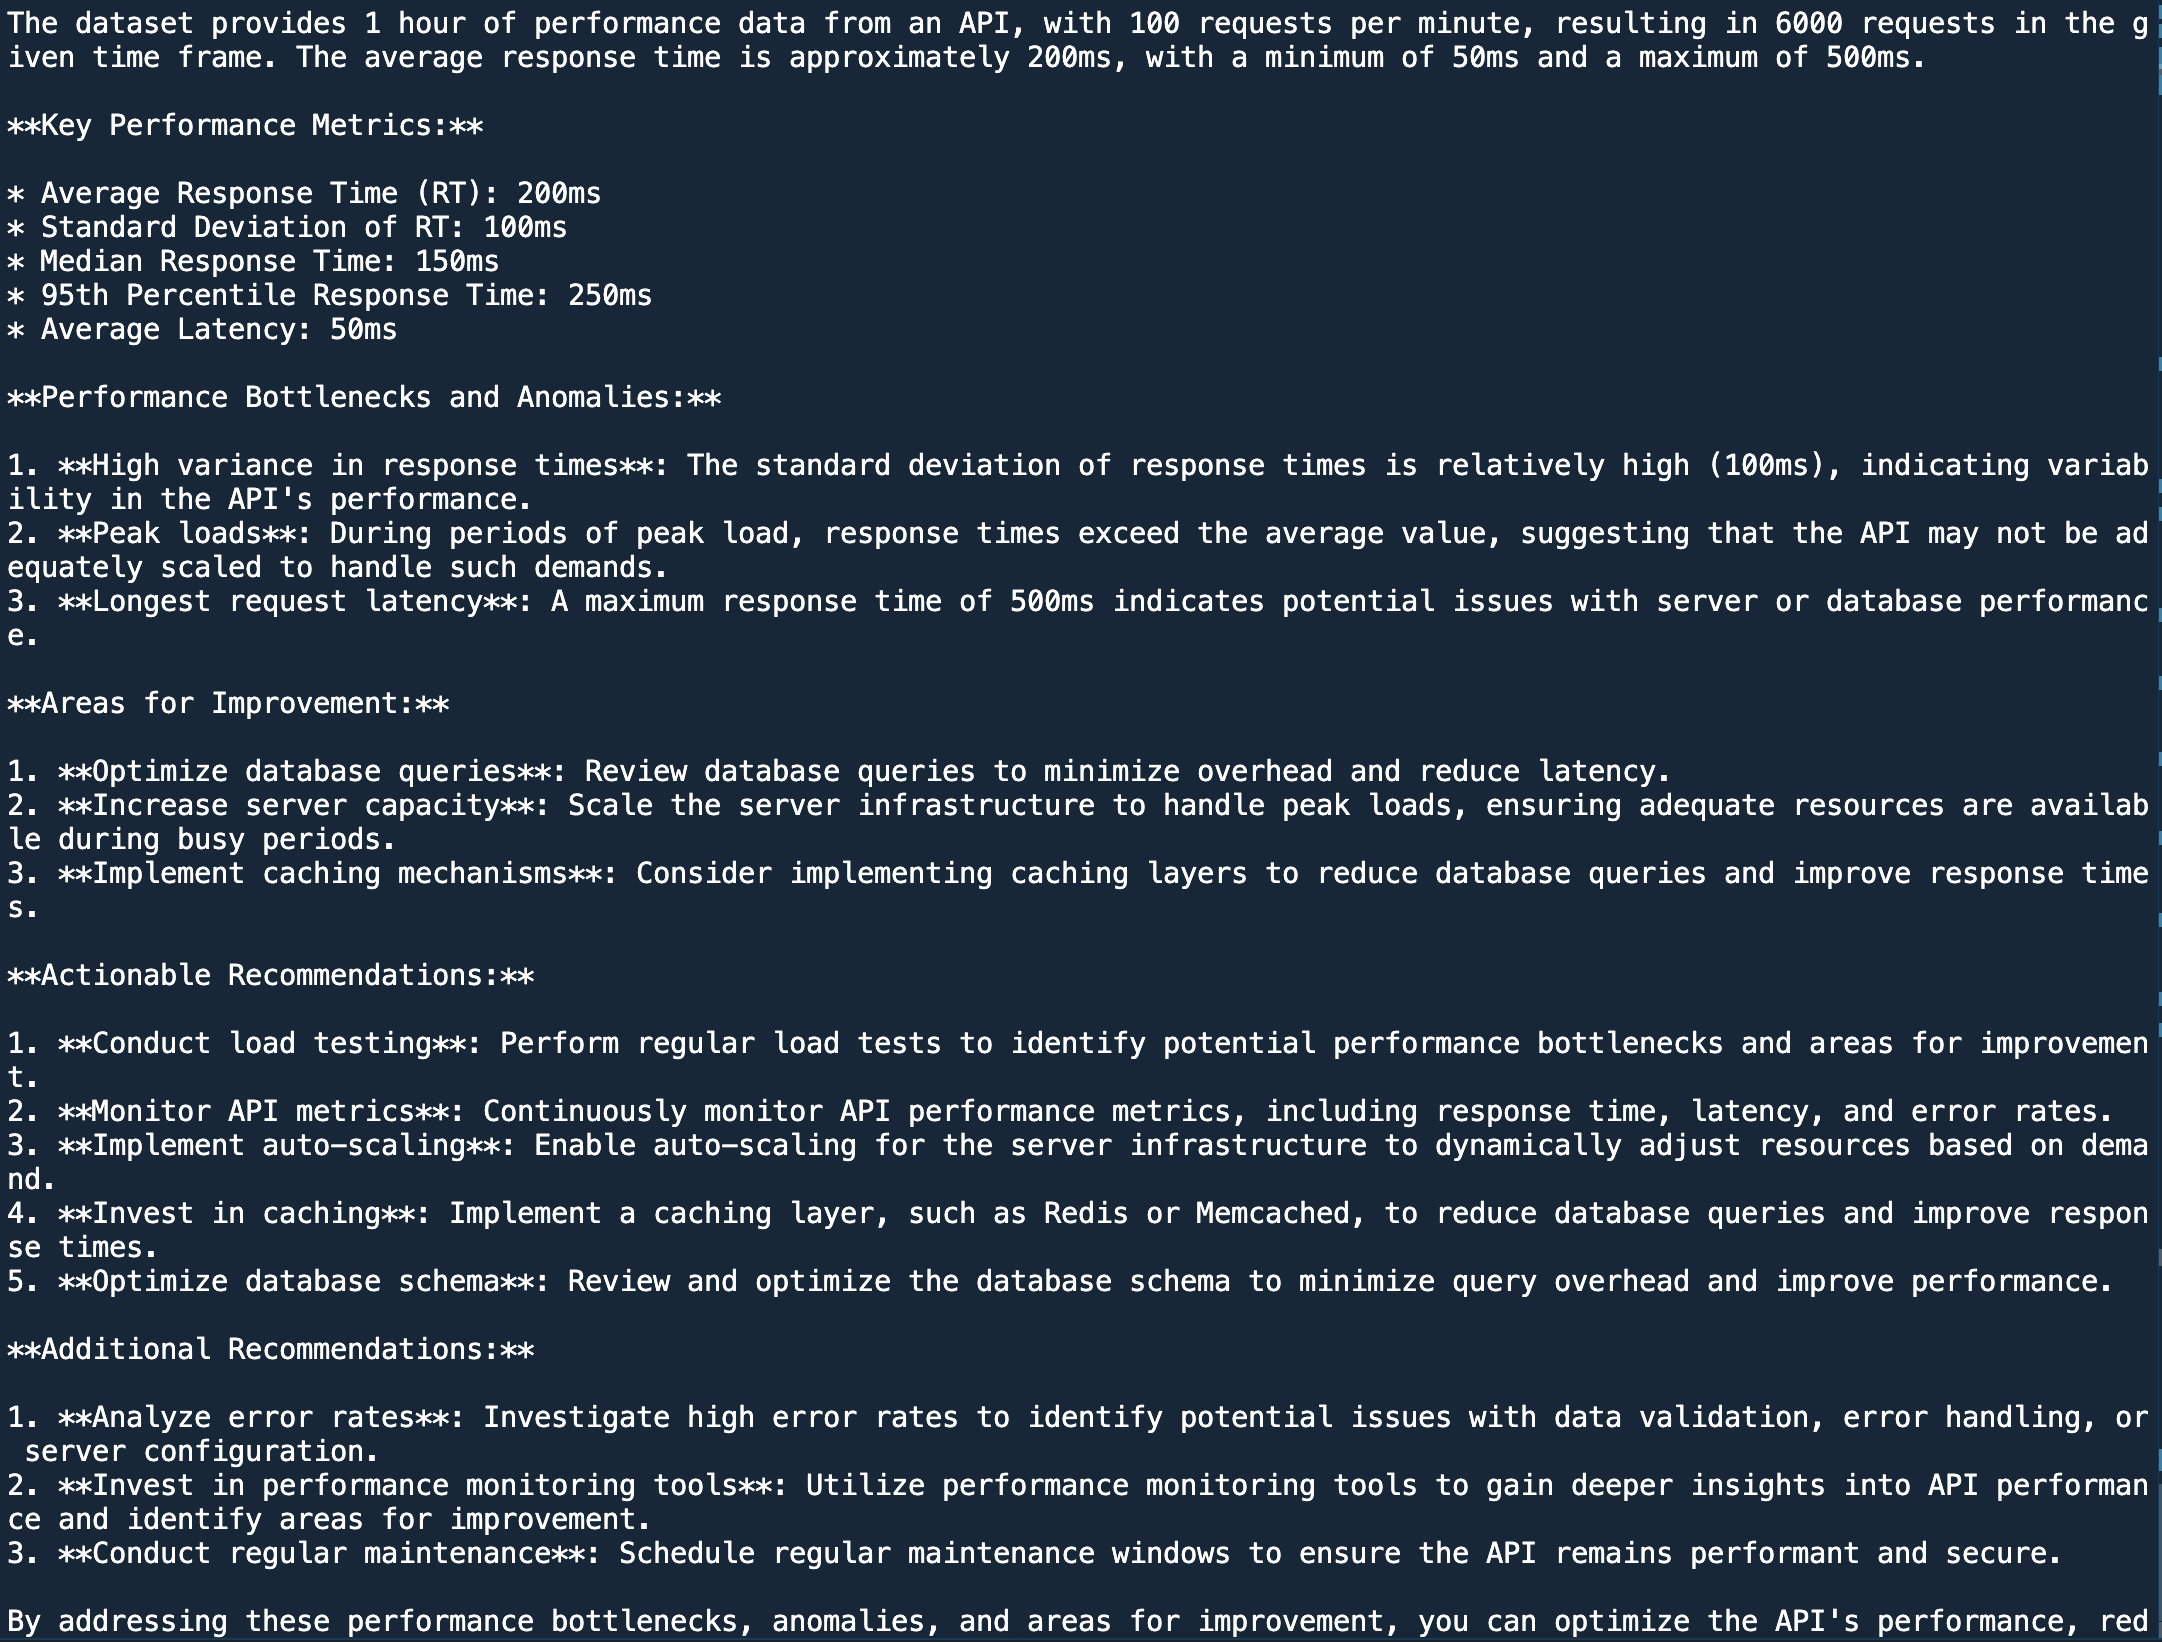 The dataset provides 1 hour of performance data from an API, with 100 requests per minute, resulting in 6000 requests in the g
iven time frame. The average response time is approximately 200ms, with a minimum of 50ms and a maximum of 500ms.

**Key Performance Metrics:**

* Average Response Time (RT): 200ms
* Standard Deviation of RT: 100ms
* Median Response Time: 150ms
* 95th Percentile Response Time: 250ms
* Average Latency: 50ms

**Performance Bottlenecks and Anomalies:**

1. **High variance in response times**: The standard deviation of response times is relatively high (100ms), indicating variab
ility in the API's performance.
2. **Peak loads**: During periods of peak load, response times exceed the average value, suggesting that the API may not be ad
equately scaled to handle such demands.
3. **Longest request latency**: A maximum response time of 500ms indicates potential issues with server or database performanc
e.

**Areas for Improvement:**

1. **Optimize database queries**: Review database queries to minimize overhead and reduce latency.
2. **Increase server capacity**: Scale the server infrastructure to handle peak loads, ensuring adequate resources are availab
le during busy periods.
3. **Implement caching mechanisms**: Consider implementing caching layers to reduce database queries and improve response time
s.

**Actionable Recommendations:**

1. **Conduct load testing**: Perform regular load tests to identify potential performance bottlenecks and areas for improvemen
t.
2. **Monitor API metrics**: Continuously monitor API performance metrics, including response time, latency, and error rates.
3. **Implement auto-scaling**: Enable auto-scaling for the server infrastructure to dynamically adjust resources based on dema
nd.
4. **Invest in caching**: Implement a caching layer, such as Redis or Memcached, to reduce database queries and improve respon
se times.
5. **Optimize database schema**: Review and optimize the database schema to minimize query overhead and improve performance.

**Additional Recommendations:**

1. **Analyze error rates**: Investigate high error rates to identify potential issues with data validation, error handling, or
 server configuration.
2. **Invest in performance monitoring tools**: Utilize performance monitoring tools to gain deeper insights into API performan
ce and identify areas for improvement.
3. **Conduct regular maintenance**: Schedule regular maintenance windows to ensure the API remains performant and secure.

By addressing these performance bottlenecks, anomalies, and areas for improvement, you can optimize the API's performance, red